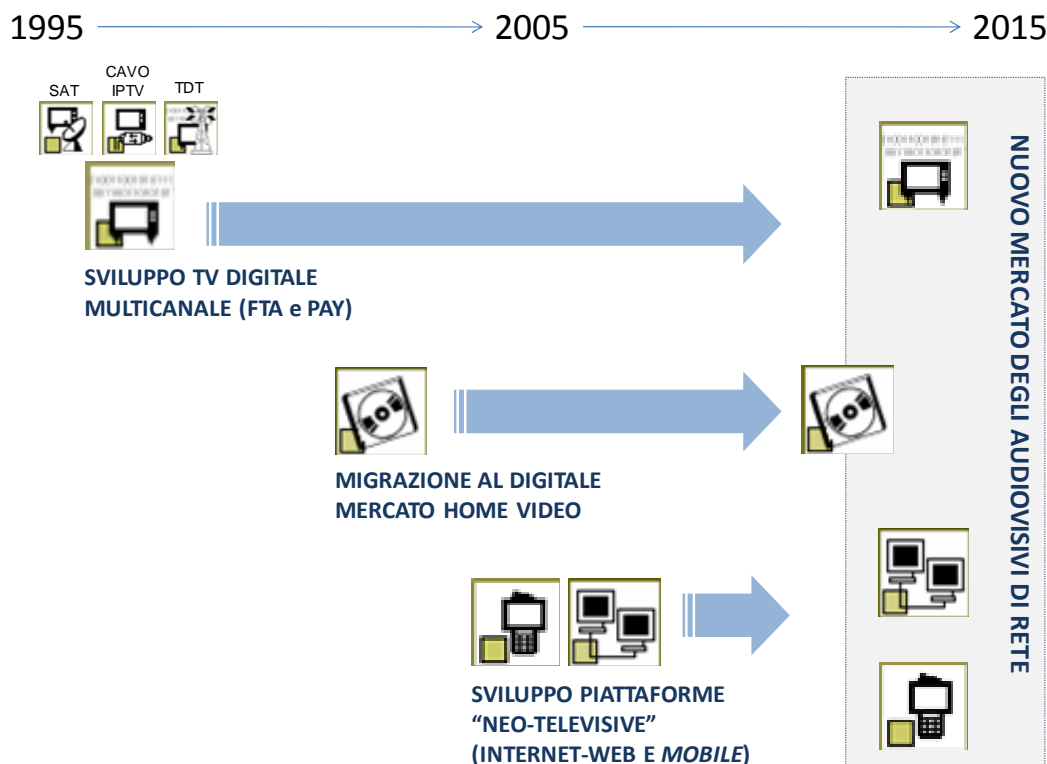 1995
2005
2015
SAT
CAVO
IPTV
TDT
SVILUPPO TV DIGITALE
MULTICANALE (FTA e PAY)
MIGRAZIONE AL DIGITALE
MERCATO HOME VIDEO
SVILUPPO PIATTAFORME
“NEO-TELEVISIVE”
(INTERNET-WEB E MOBILE)
NUOVO MERCATO DEGLI AUDIOVISIVI DI RETE